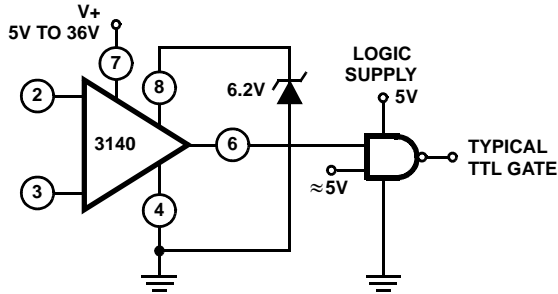 V+
5V TO 36V
7
8
2
3140
6
3
4
6.2V
LOGIC
SUPPLY
5V
≈5V
TYPICAL
TTL GATE